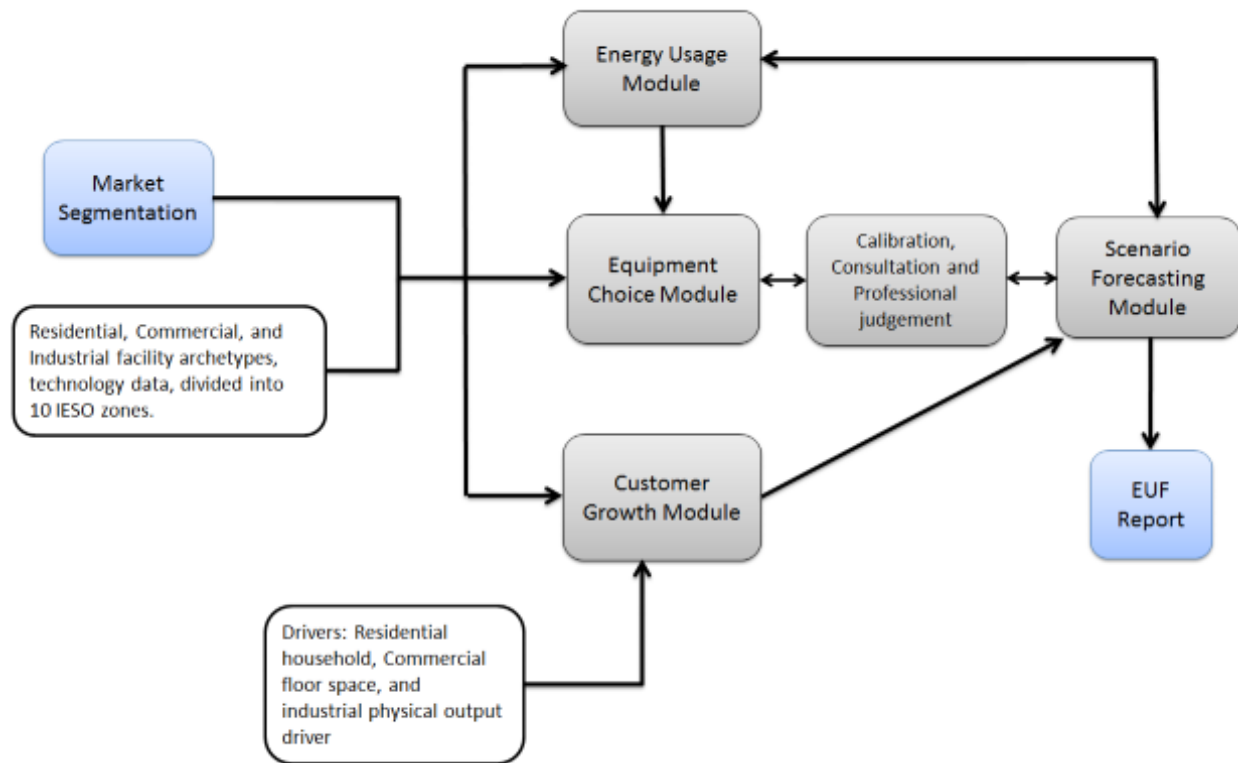 Energy Usage
Module
Market
Segmentation
Equipment
Choice Module
Calibration,
Consultation and
Professional
judgement
Scenario
Forecasting
Module
Residential, Commercial, and
Industrial facility archetypes,
technology data, divided into
10 IESO zones.
Customer
Growth Module
EUF
Report
Drivers: Residential
household, Commercial
floor space, and
industrial physical output
driver